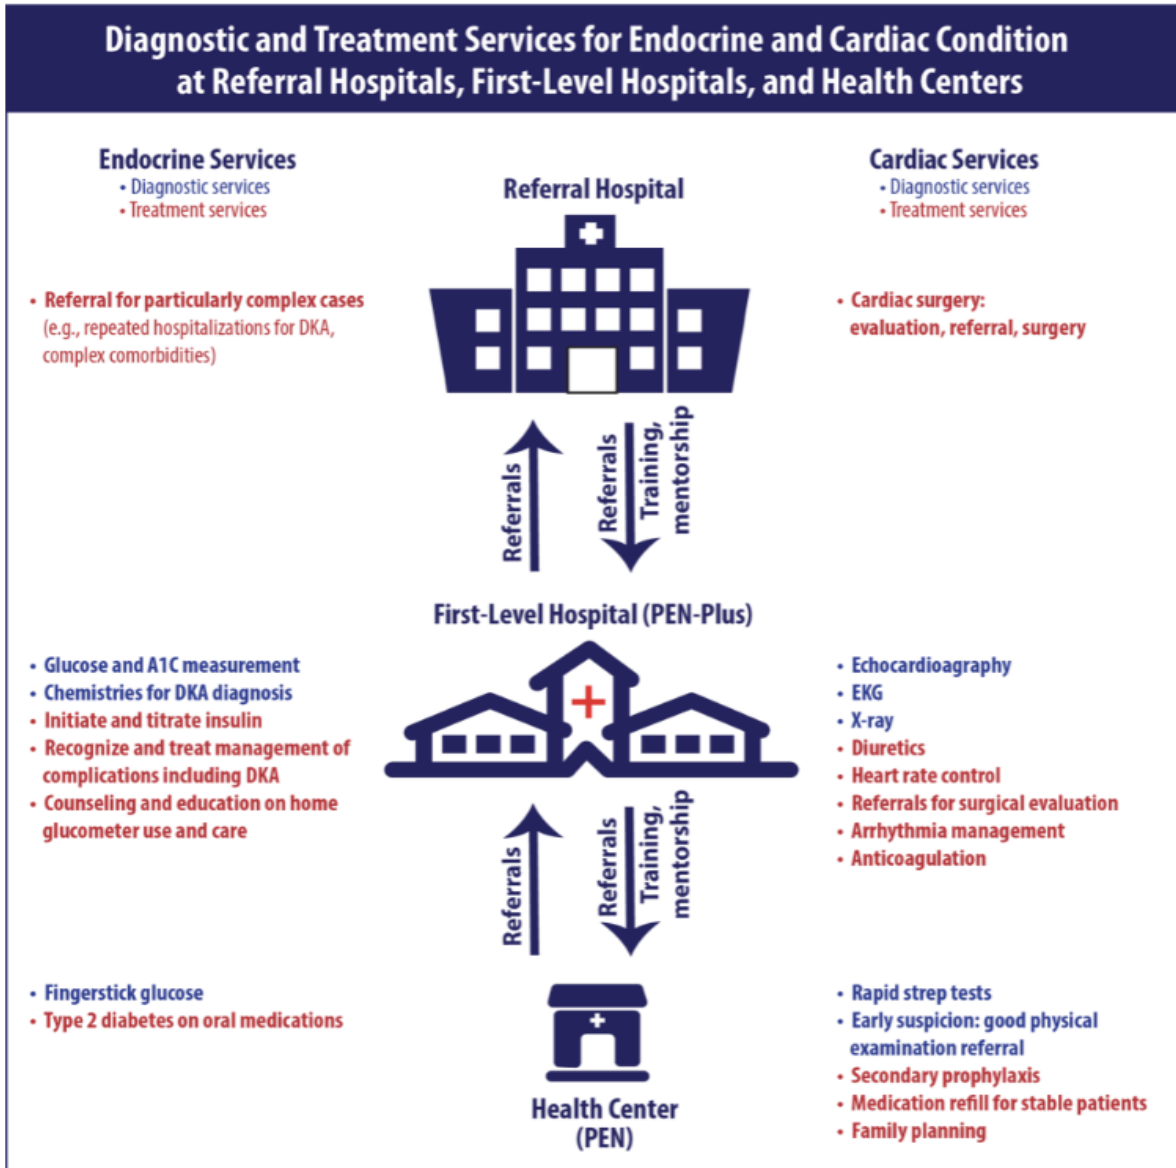 Diagnostic and Treatment Services for Endocrine and Cardiac Condition
at Referral Hospitals, First-Level Hospitals, and Health Centers
Endocrine Services
• Diagnostic services
• Treatment services
Referral Hospital
Cardiac Services
• Diagnostic services
• Treatment services
• Referral for particularly complex cases
(e.g., repeated hospitalizations for DKA,
complex comorbidities)
• Cardiac surgery:
evaluation, referral, surgery
Referrals
Referrals
Training,
mentorship
First-Level Hospital (PEN-Plus)
• Glucose and A1C measurement
• Chemistries for DKA diagnosis
• Initiate and titrate insulin
• Recognize and treat management of
complications including DKA
• Counseling and education on home
glucometer use and care
• Echocardioagraphy
• EKG
• X-ray
• Diuretics
• Heart rate control
• Referrals for surgical evaluation
• Arrhythmia management
• Anticoagulation
Referrals
Referrals
Training,
mentorship
• Fingerstick glucose
• Type 2 diabetes on oral medications
Health Center
(PEN)
• Rapid strep tests
• Early suspicion: good physical
examination referral
• Secondary prophylaxis
• Medication refill for stable patients
• Family planning